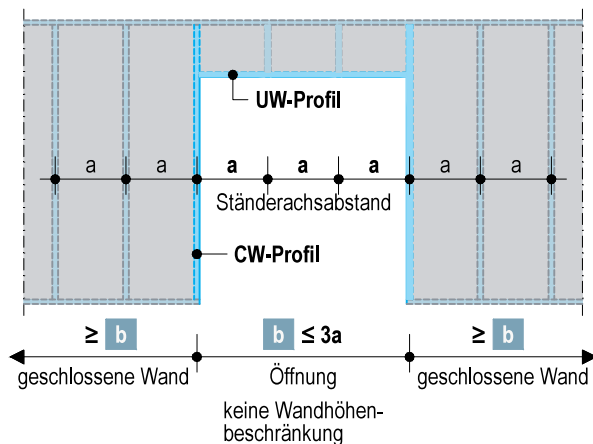 UW-Profil
a a a a a a a
Ständerachsabstand
CW-Profil
≥ b b ≤ 3a ≥ b
geschlossene Wand Öffnung geschlossene Wand
keine Wandhöhen-
beschränkung